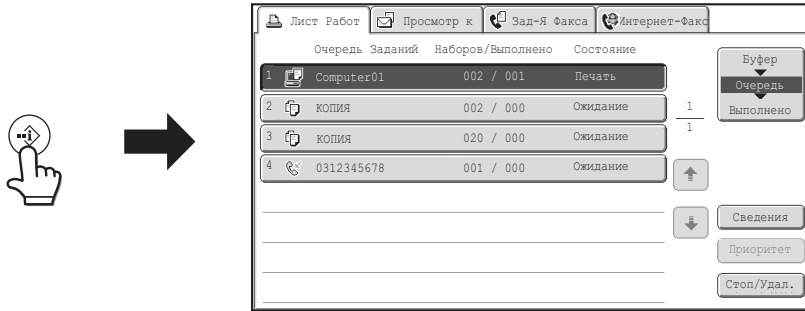 Лист Работ Просмотр к Зад-Я Факса Интернет-Факс
Очередь Заданий Наборов/Выполнено Состояние
1 Computer01 002 / 001 Печать
2 КОПИЯ 002 / 000 Ожидание
3 КОПИЯ 020 / 000 Ожидание
4 0312345678 001 / 000 Ожидание
1
1
Буфер
Очередь
Выполнено
Сведения
Приоритет
Стоп/Удал.